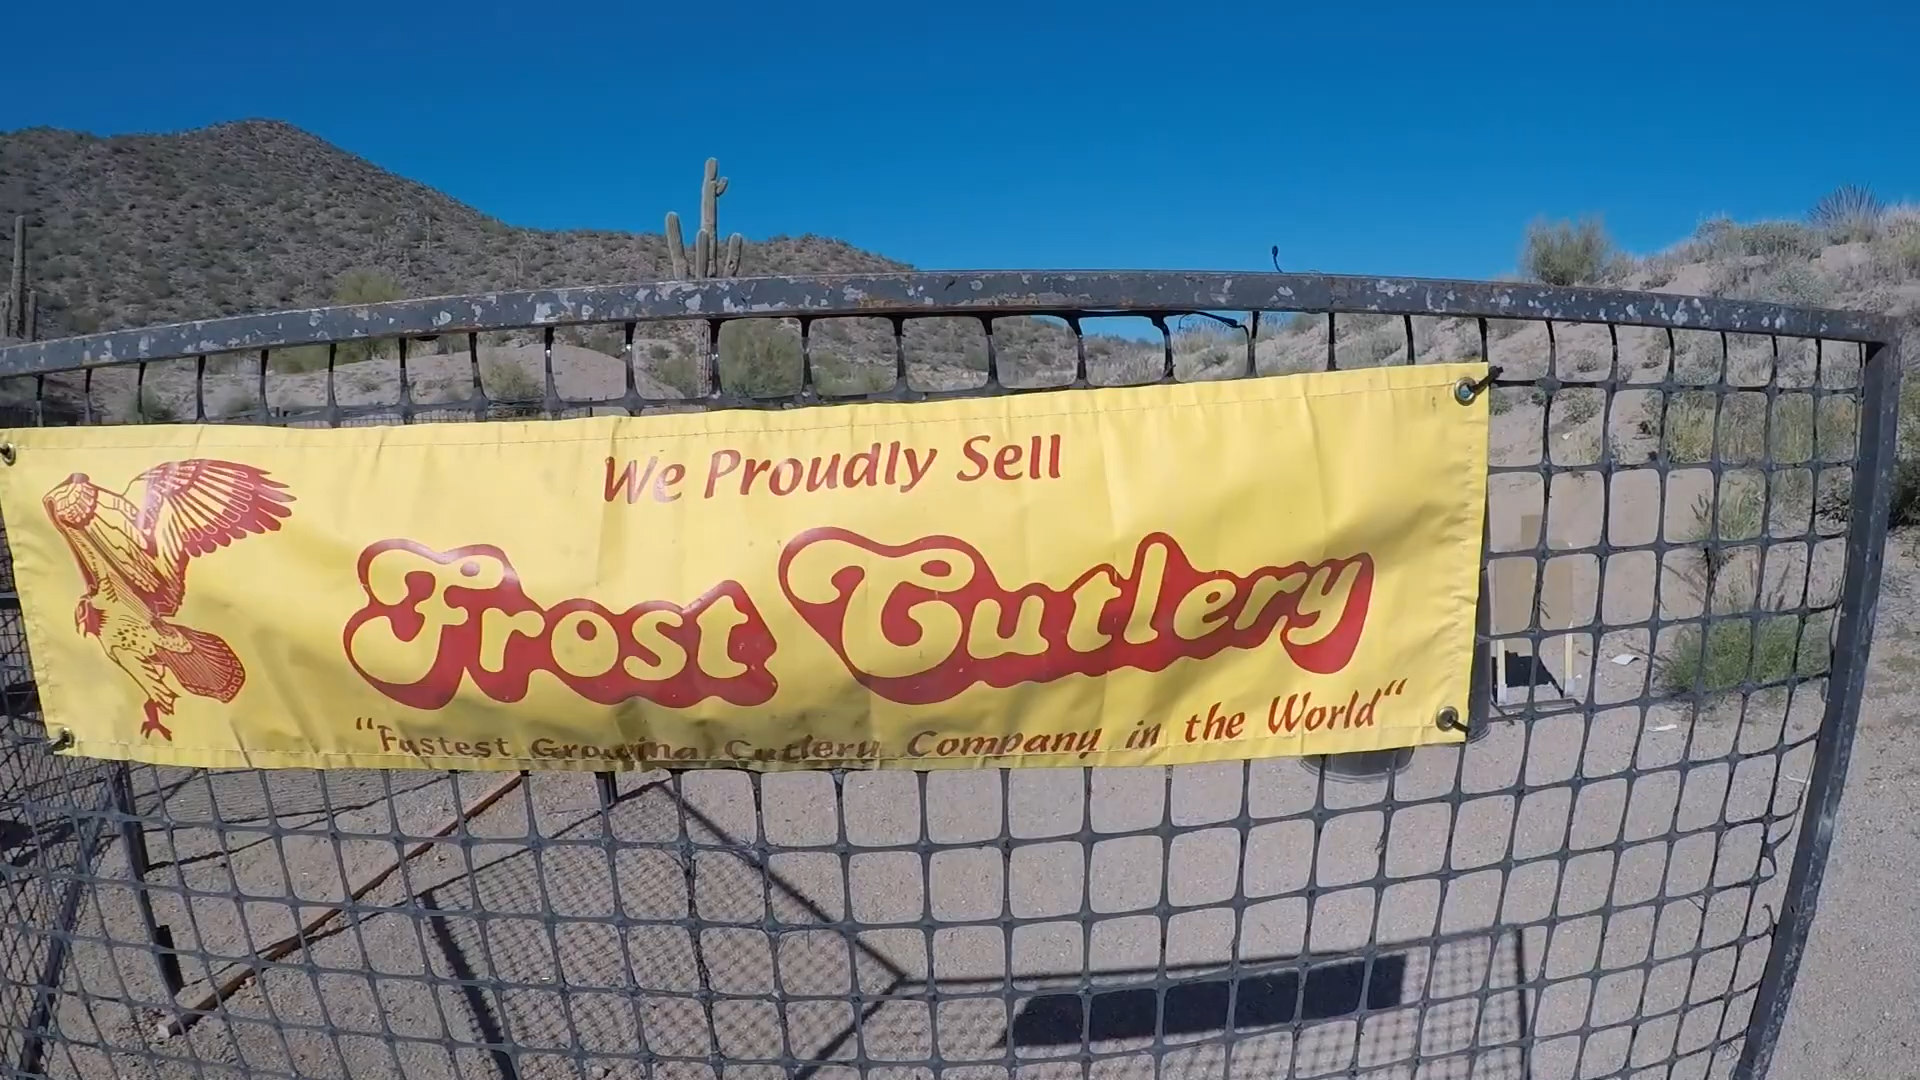 We Proudly Sell
Frost Cutlery
“Fastest Growing Cutlery Company in the World“